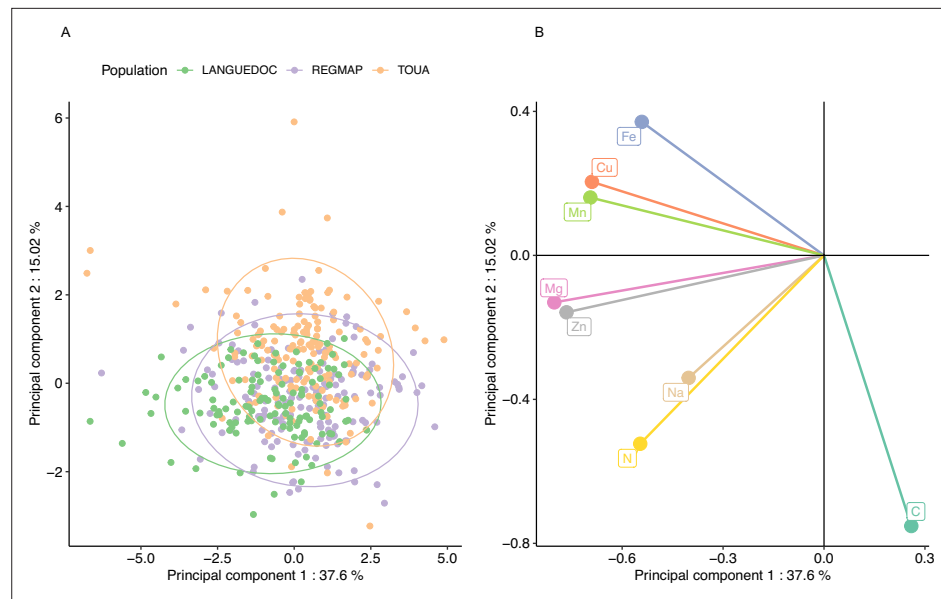 A
B
Population LANGUEDOC REGMAP TOUA
6
4
2
0
−2
−5.0 −2.5 0.0 2.5 5.0
Principal component 1 : 37.6 %
Principal component 2 : 15.02 %
0.4
0.0
−0.4
−0.8
−0.6 −0.3 0.0 0.3
Principal component 1 : 37.6 %
Principal component 2 : 15.02 %
Fe
Cu
Mn
Mg
Zn
Na
N
C